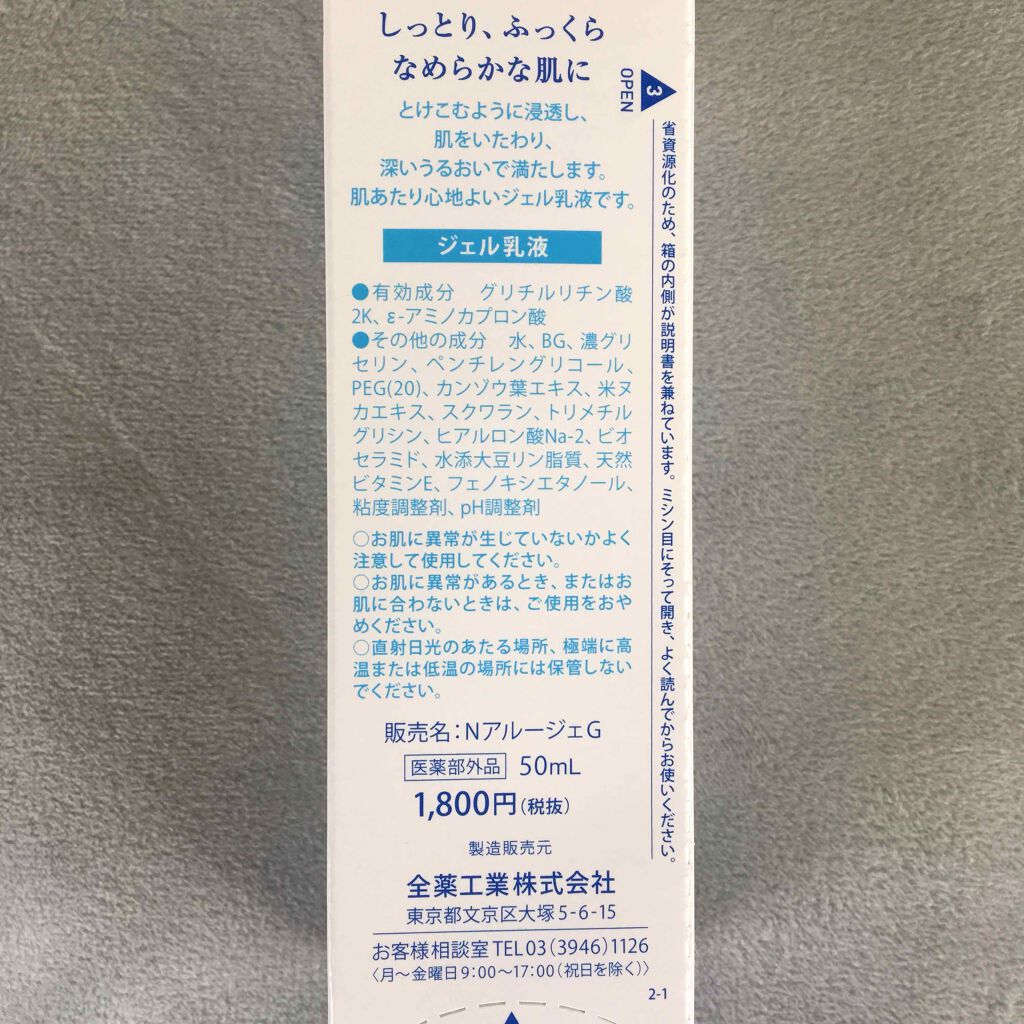 しっとり、ふっくら
なめらかな肌に
とけこむように浸透し、
肌をいたわり、
深いうるおいで満たします。
肌あたり心地よいジェル乳液です。
ジェル乳液
●有効成分　グリチルリチン酸
2K、ε-アミノカプロン酸
●その他の成分　水、BG、濃グリ
セリン、ペンチレングリコール、
PEG(20)、カンゾウ葉エキス、米ヌ
カエキス、スクワラン、トリメチル
グリシン、ヒアルロン酸Na-2、ビオ
セラミド、水添大豆リン脂質、天然
ビタミンE、フェノキシエタノール、
粘度調整剤、pH調整剤
○お肌に異常が生じていないかよく
注意して使用してください。
○お肌に異常があるとき、またはお
肌に合わないときは、ご使用をおや
めください。
○直射日光のあたる場所、極端に高
温または低温の場所には保管しない
でください。
販売名：NアルージェG
医薬部外品 50mL
1,800円(税抜)
製造販売元
全薬工業株式会社
東京都文京区大塚5-6-15
お客様相談室 TEL 03(3946)1126
〈月～金曜日9:00～17:00(祝日を除く)〉
2-1
3 OPEN
省資源化のため、箱の内側が説明書を兼ねています。ミシン目にそって開き、よく読んでからお使いください。